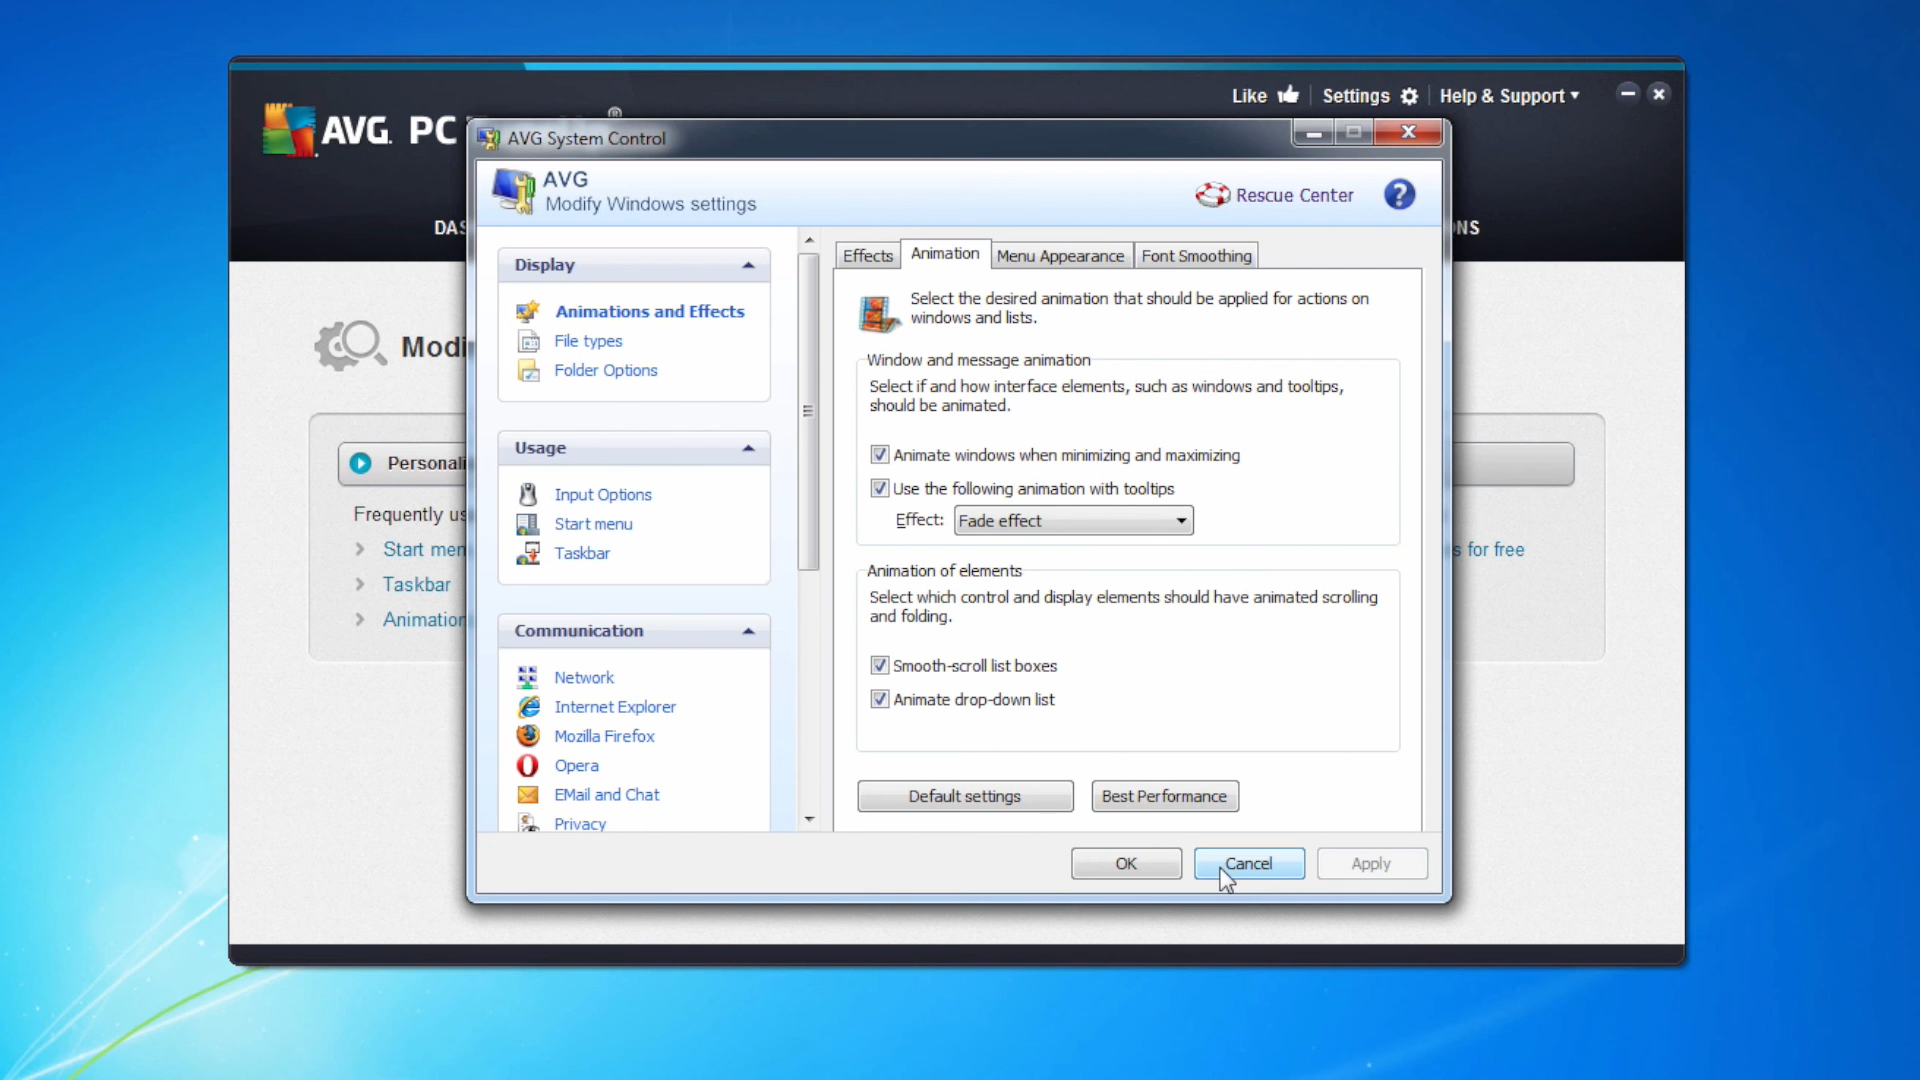 Like
Settings
Help & Support
AVG. PC
®
DAS
NS
AVG System Control
AVG
Modify Windows settings
Rescue Center
?
Display
Animations and Effects
File types
Folder Options
Usage
Input Options
Start menu
Taskbar
Communication
Network
Internet Explorer
Mozilla Firefox
Opera
EMail and Chat
Privacy
Effects
Animation
Menu Appearance
Font Smoothing
Select the desired animation that should be applied for actions on
windows and lists.
Window and message animation
Select if and how interface elements, such as windows and tooltips,
should be animated.
Animate windows when minimizing and maximizing
Use the following animation with tooltips
Effect: Fade effect
Animation of elements
Select which control and display elements should have animated scrolling
and folding.
Smooth-scroll list boxes
Animate drop-down list
Default settings
Best Performance
OK
Cancel
Apply
Modi
Personali
Frequently us
Start men
Taskbar
Animation
s for free